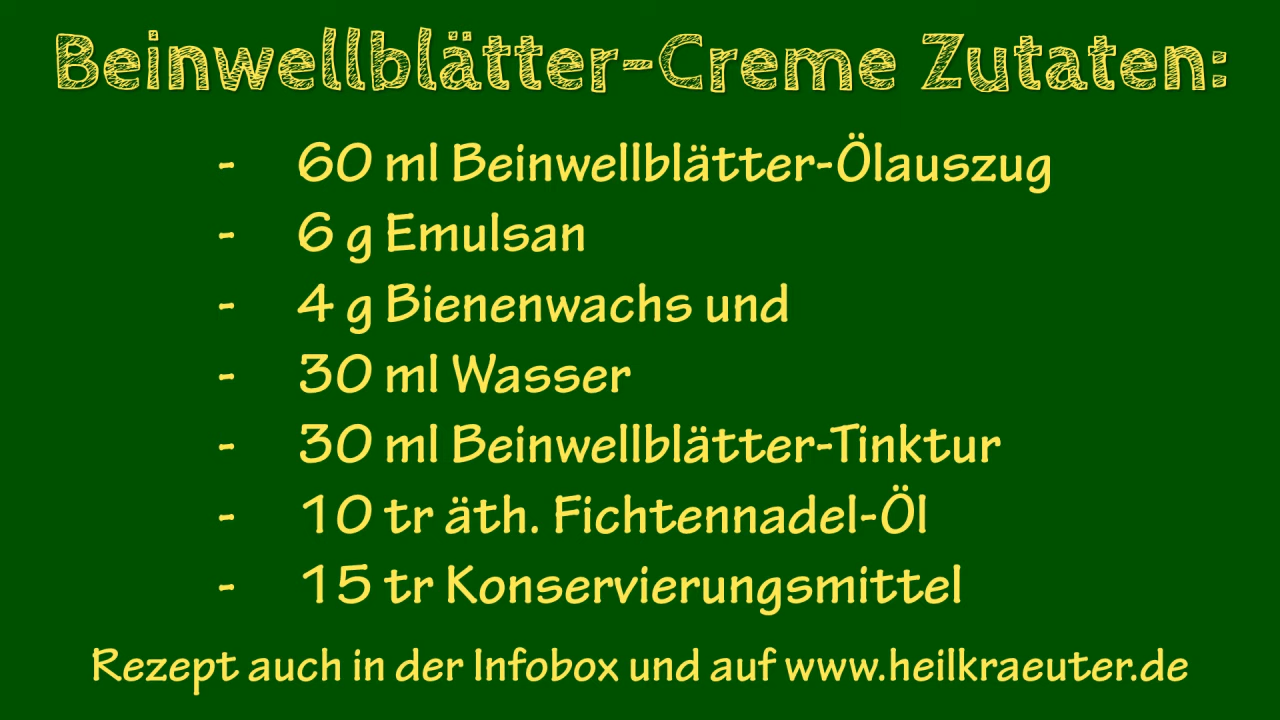 Beinwellblätter-Creme Zutaten:
- 60 ml Beinwellblätter-Ölauszug
- 6 g Emulsan
- 4 g Bienenwachs und
- 30 ml Wasser
- 30 ml Beinwellblätter-Tinktur
- 10 tr äth. Fichtennadel-Öl
- 15 tr Konservierungsmittel
Rezept auch in der Infobox und auf www.heilkraeuter.de